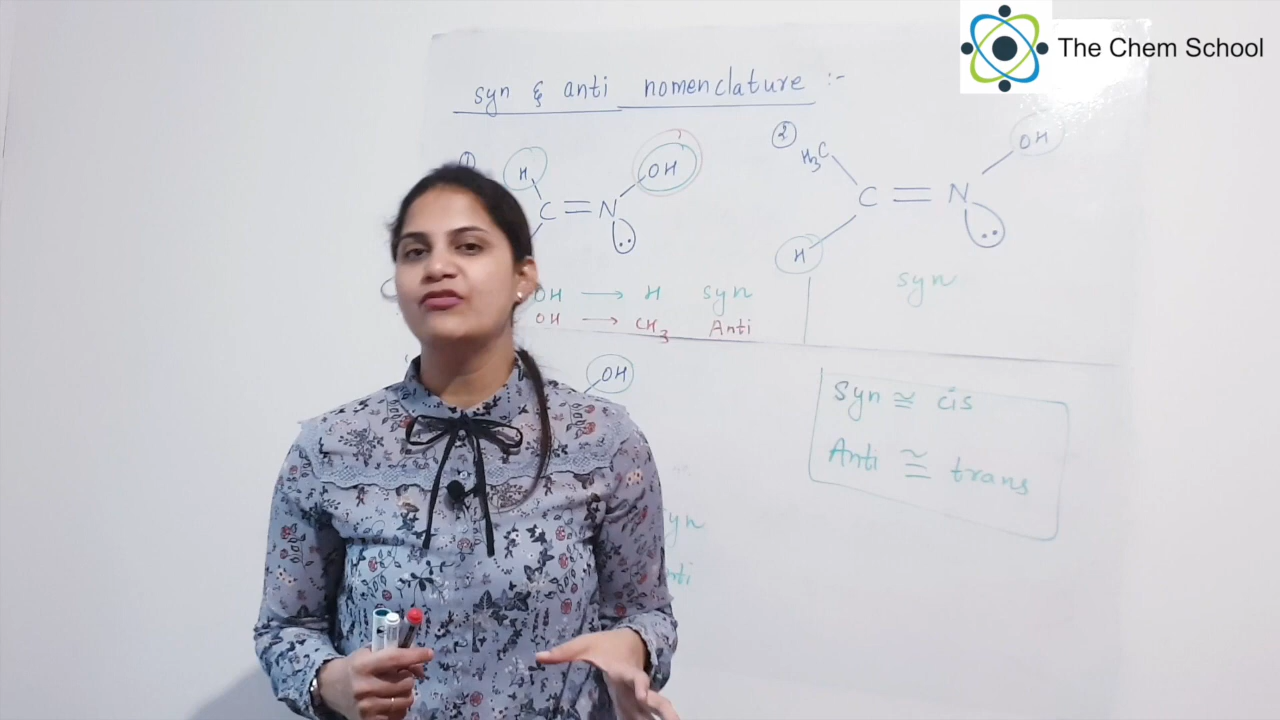 The Chem School
syn & anti nomenclature :-
①
H
OH
C = N
:
②
H₃C
OH
C = N
:
H
OH → H syn
OH → CH₃ Anti
syn
OH
Syn ≅ cis
Anti ≅ trans